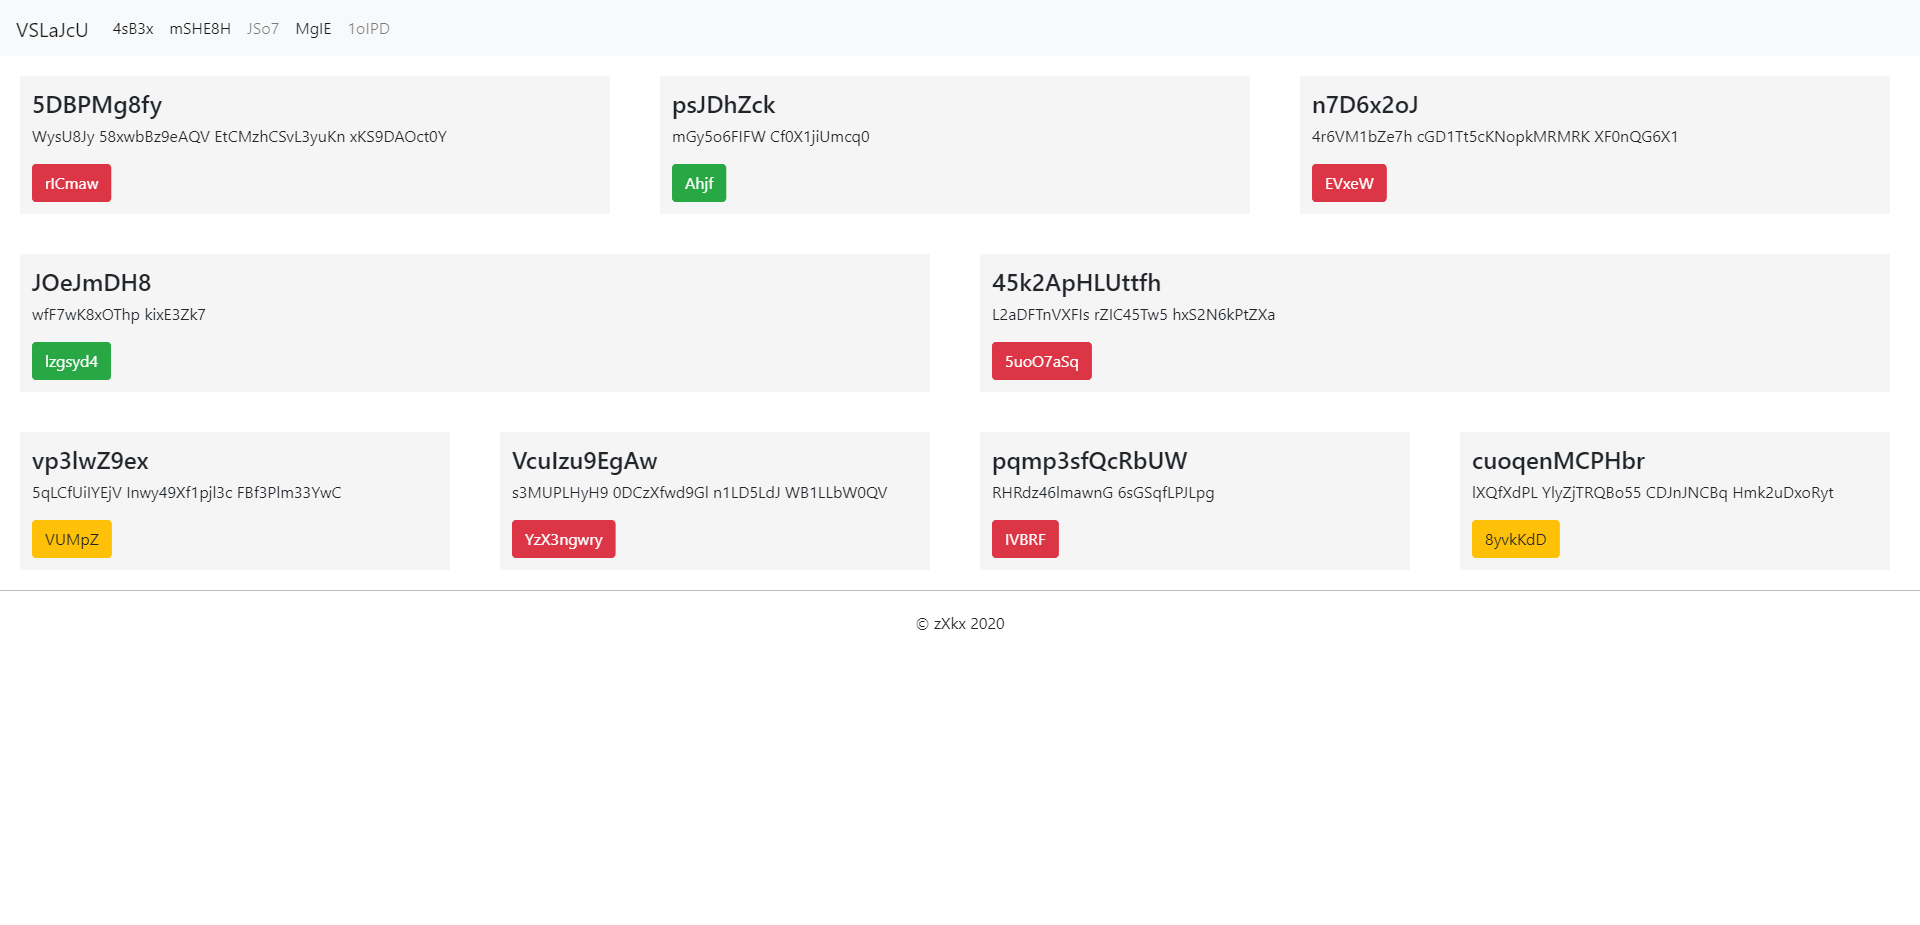 VSLaJcU 4sB3x mSHE8H JSo7 MgIE 1oIPD
5DBPMg8fy
WysU8Jy 58xwbBz9eAQV EtCMzhCSvL3yuKn xKS9DAOct0Y
rICmaw
psJDhZck
mGy5o6FIFW Cf0X1jiUmcq0
Ahjf
n7D6x2oJ
4r6VM1bZe7h cGD1Tt5cKNopkMRMRK XF0nQG6X1
EVxeW
JOeJmDH8
wfF7wK8xOThp kixE3Zk7
lzgsyd4
45k2ApHLUttfh
L2aDFTnVXFIs rZIC45Tw5 hxS2N6kPtZXa
5uoO7aSq
vp3lwZ9ex
5qLCfUiIYEjV Inwy49Xf1pjl3c FBf3Plm33YwC
VUMpZ
VcuIzu9EgAw
s3MUPLHyH9 0DCzXfwd9Gl n1LD5LdJ WB1LLbW0QV
YzX3ngwry
pqmp3sfQcRbUW
RHRdz46lmawnG 6sGSqfLPJLpg
IVBRF
cuoqenMCPHbr
lXQfXdPL YlyZjTRQBo55 CDJnJNCBq Hmk2uDxoRyt
8yvkKdD
© zXkx 2020